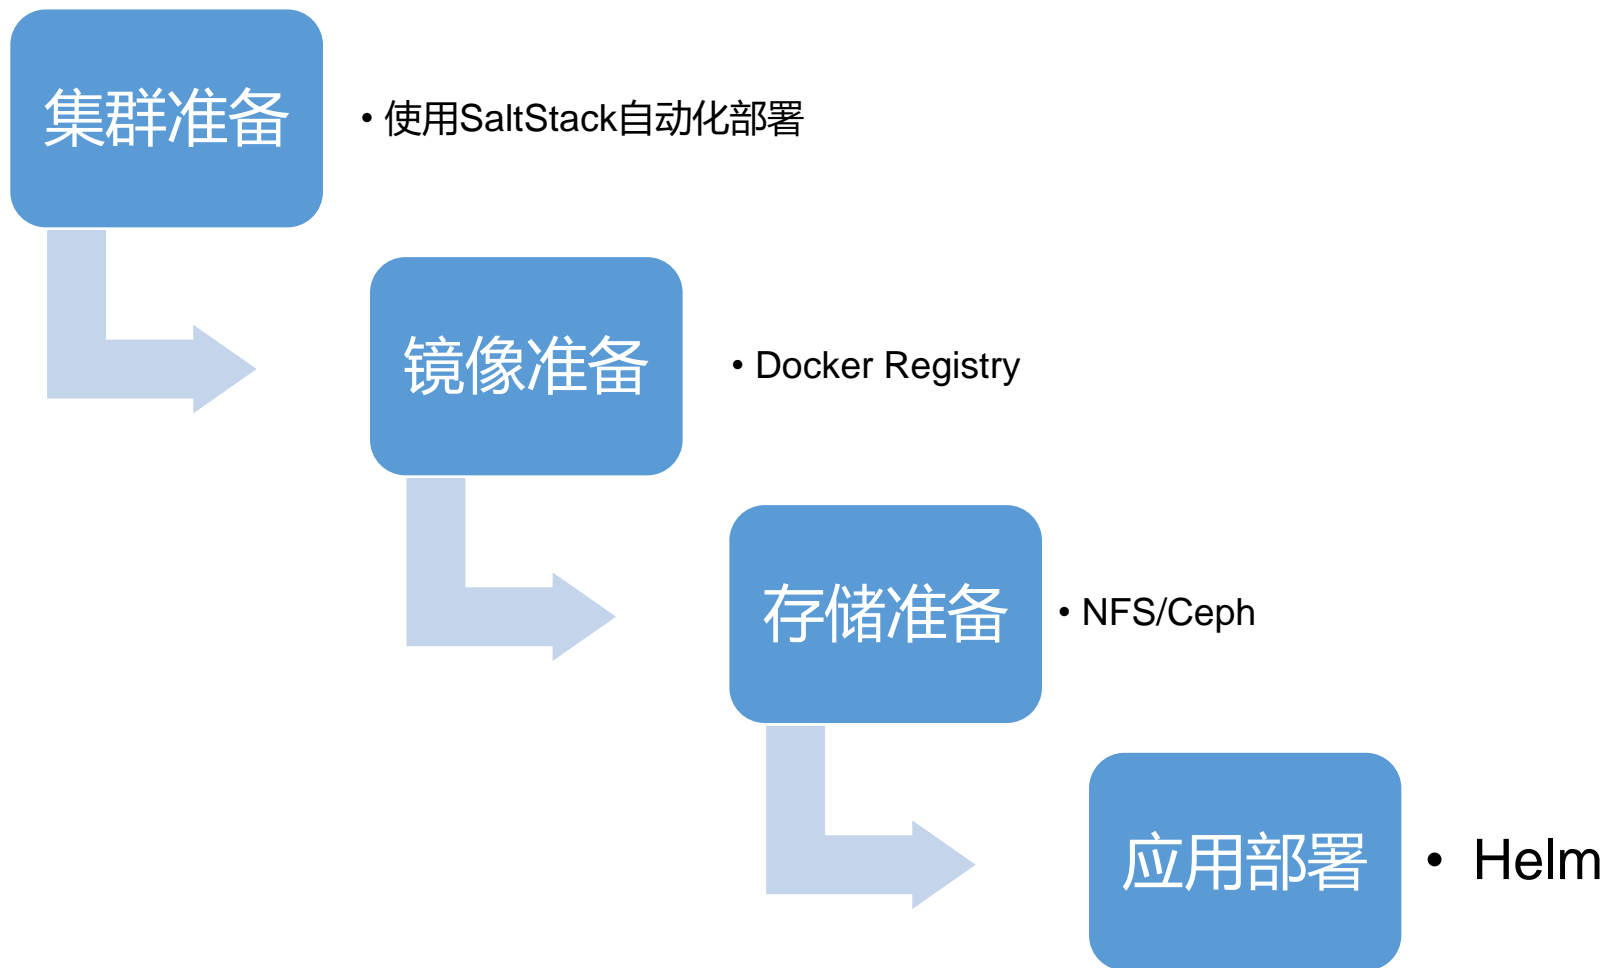 集群准备
• 使用SaltStack自动化部署
镜像准备
• Docker Registry
存储准备
• NFS/Ceph
应用部署
• Helm